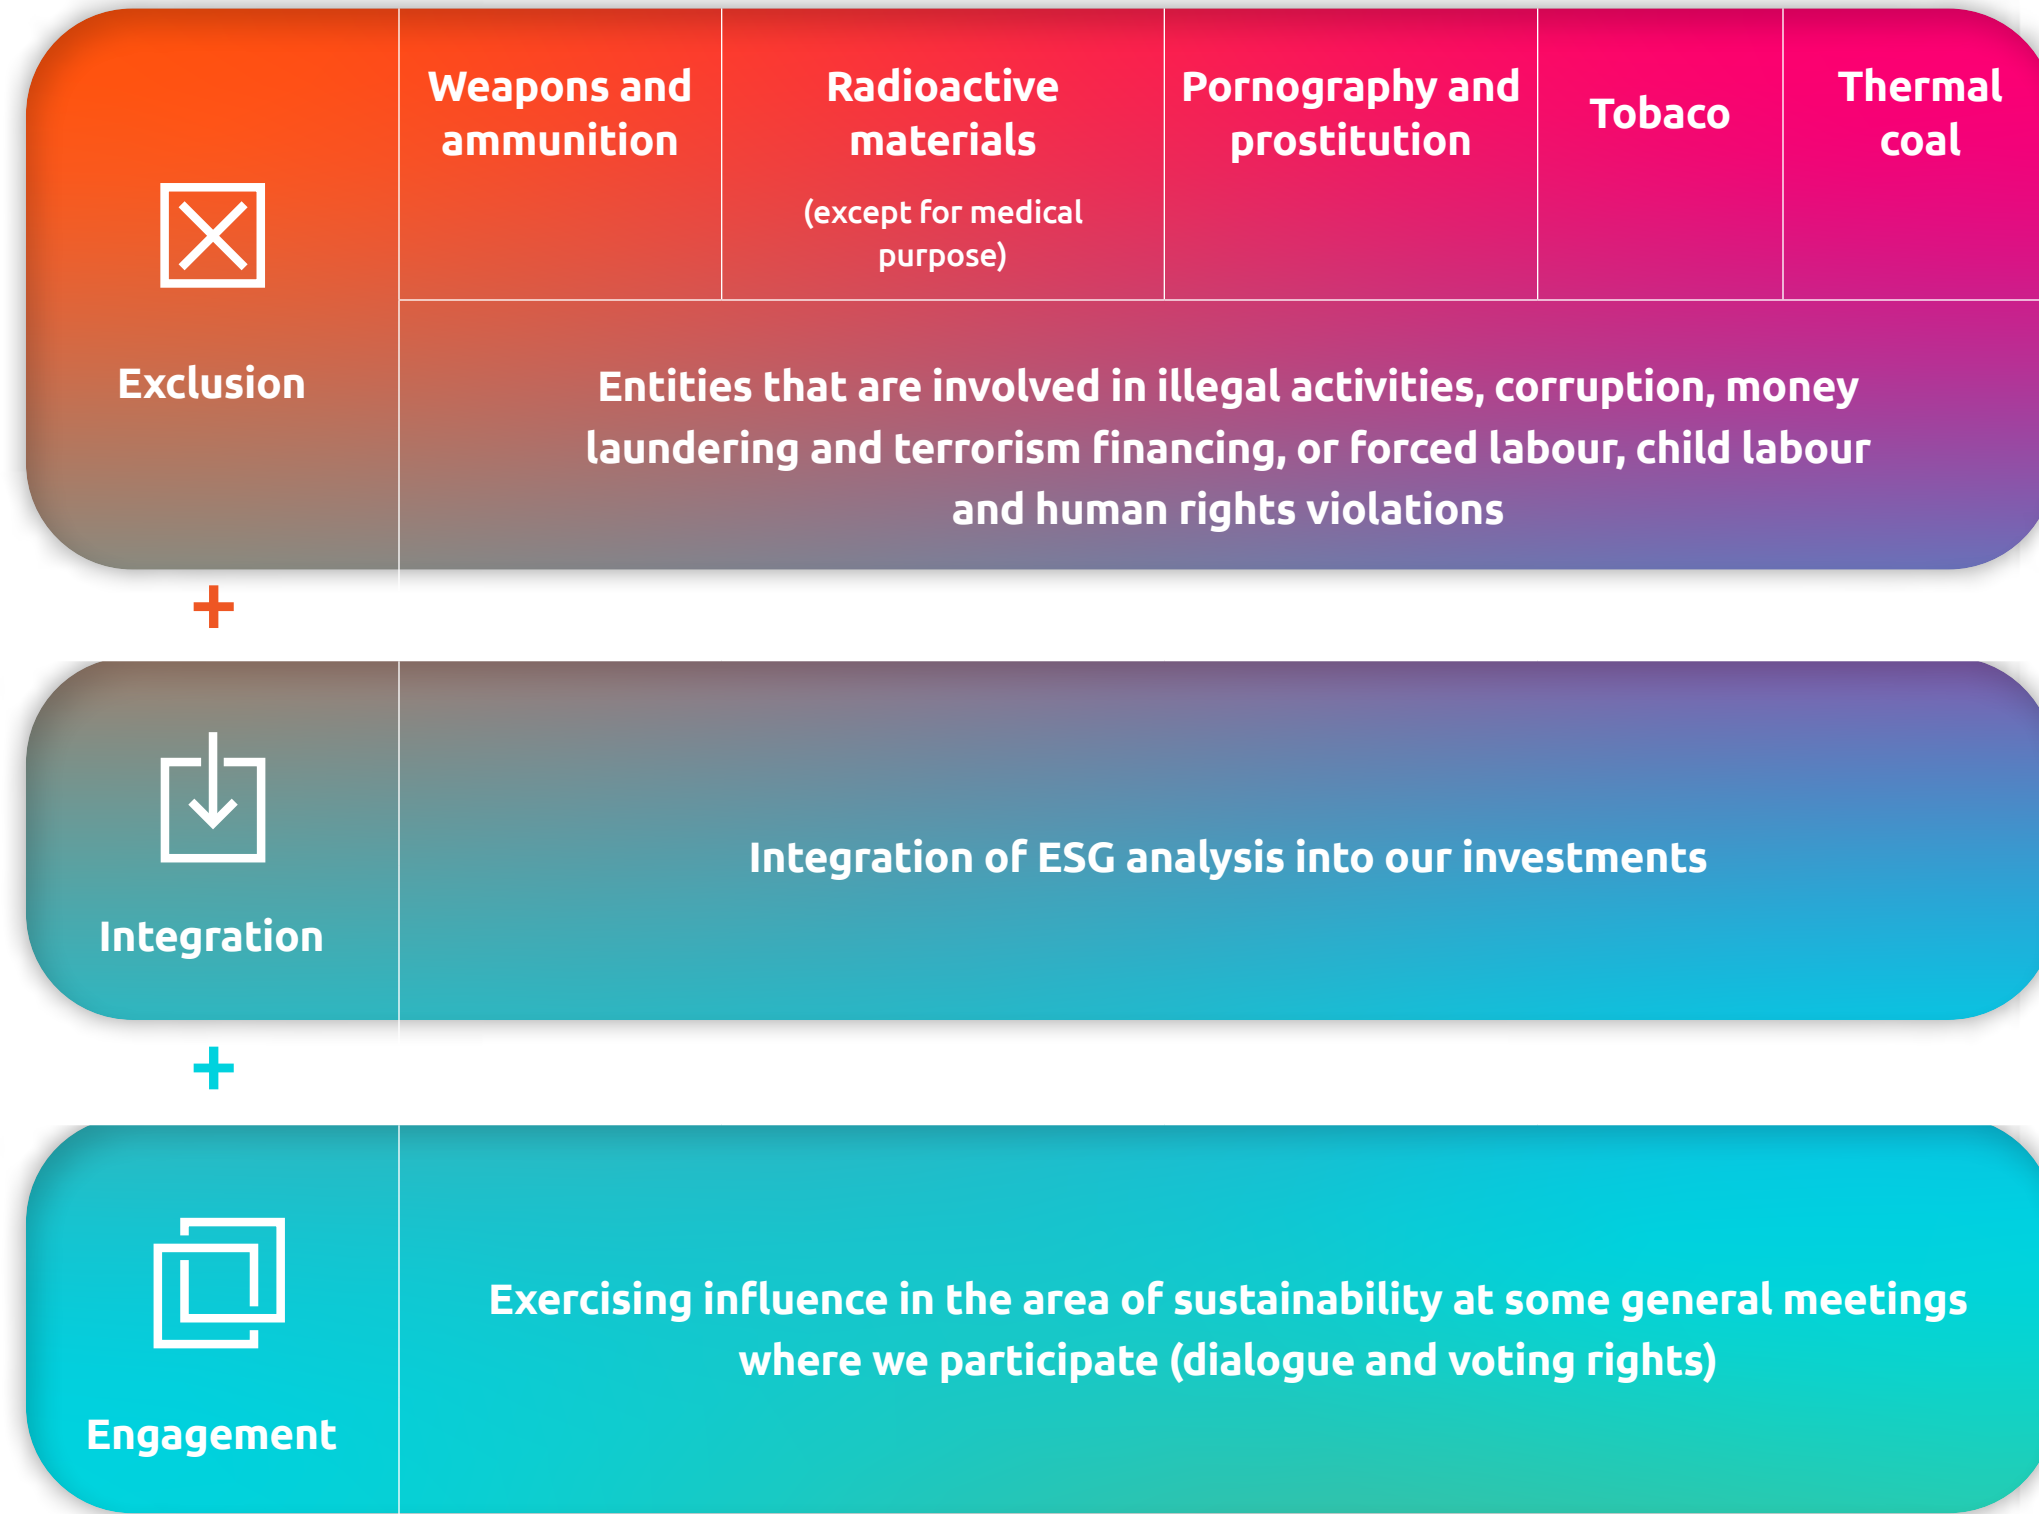 Weapons and
ammunition
Radioactive
materials
(except for medical
purpose)
Pornography and
prostitution
Tobaco
Thermal
coal
Exclusion
Entities that are involved in illegal activities, corruption, money
laundering and terrorism financing, or forced labour, child labour
and human rights violations
+
Integration
Integration of ESG analysis into our investments
+
Engagement
Exercising influence in the area of sustainability at some general meetings
where we participate (dialogue and voting rights)